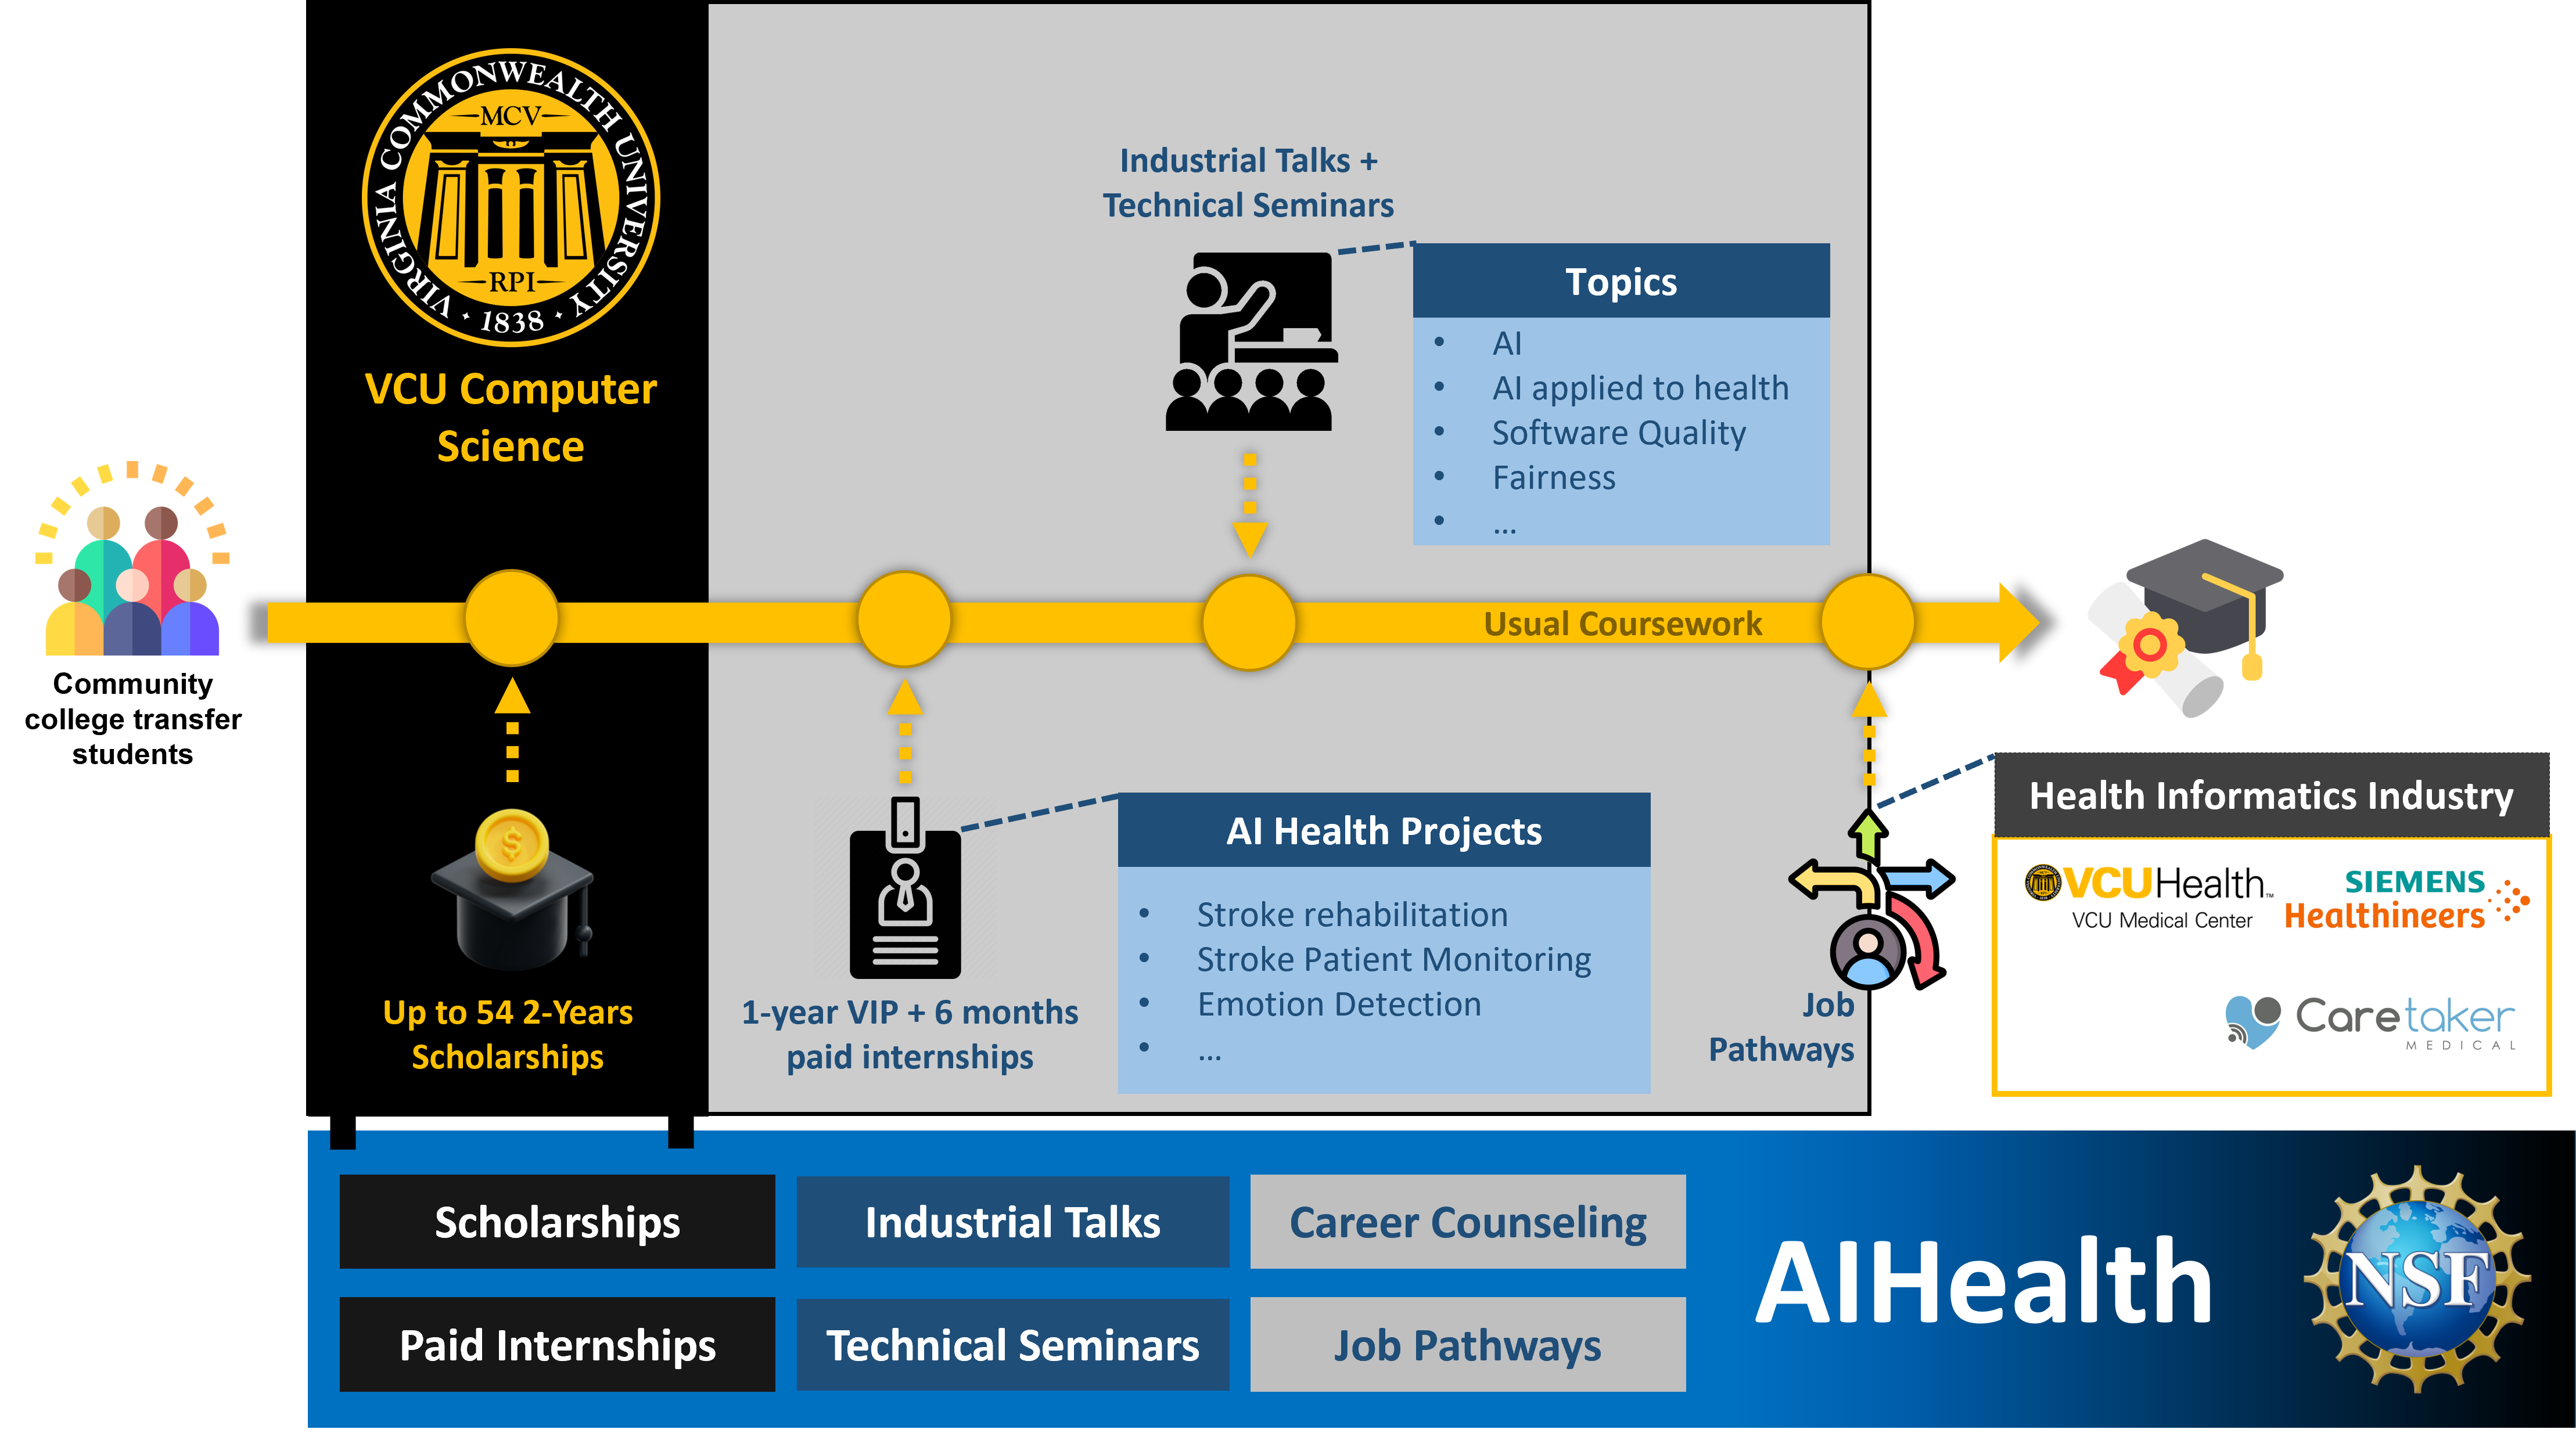 VIRGINIA COMMONWEALTH UNIVERSITY
MCV
RPI
1838
VCU Computer
Science
Community
college transfer
students
Up to 54 2-Years
Scholarships
Industrial Talks +
Technical Seminars
Topics
• AI
• AI applied to health
• Software Quality
• Fairness
• ...
Usual Coursework
1-year VIP + 6 months
paid internships
AI Health Projects
• Stroke rehabilitation
• Stroke Patient Monitoring
• Emotion Detection
• ...
Job
Pathways
Health Informatics Industry
VCUHealth™
VCU Medical Center
SIEMENS
Healthineers
Caretaker
MEDICAL
Scholarships
Industrial Talks
Career Counseling
Paid Internships
Technical Seminars
Job Pathways
AIHealth
NSF